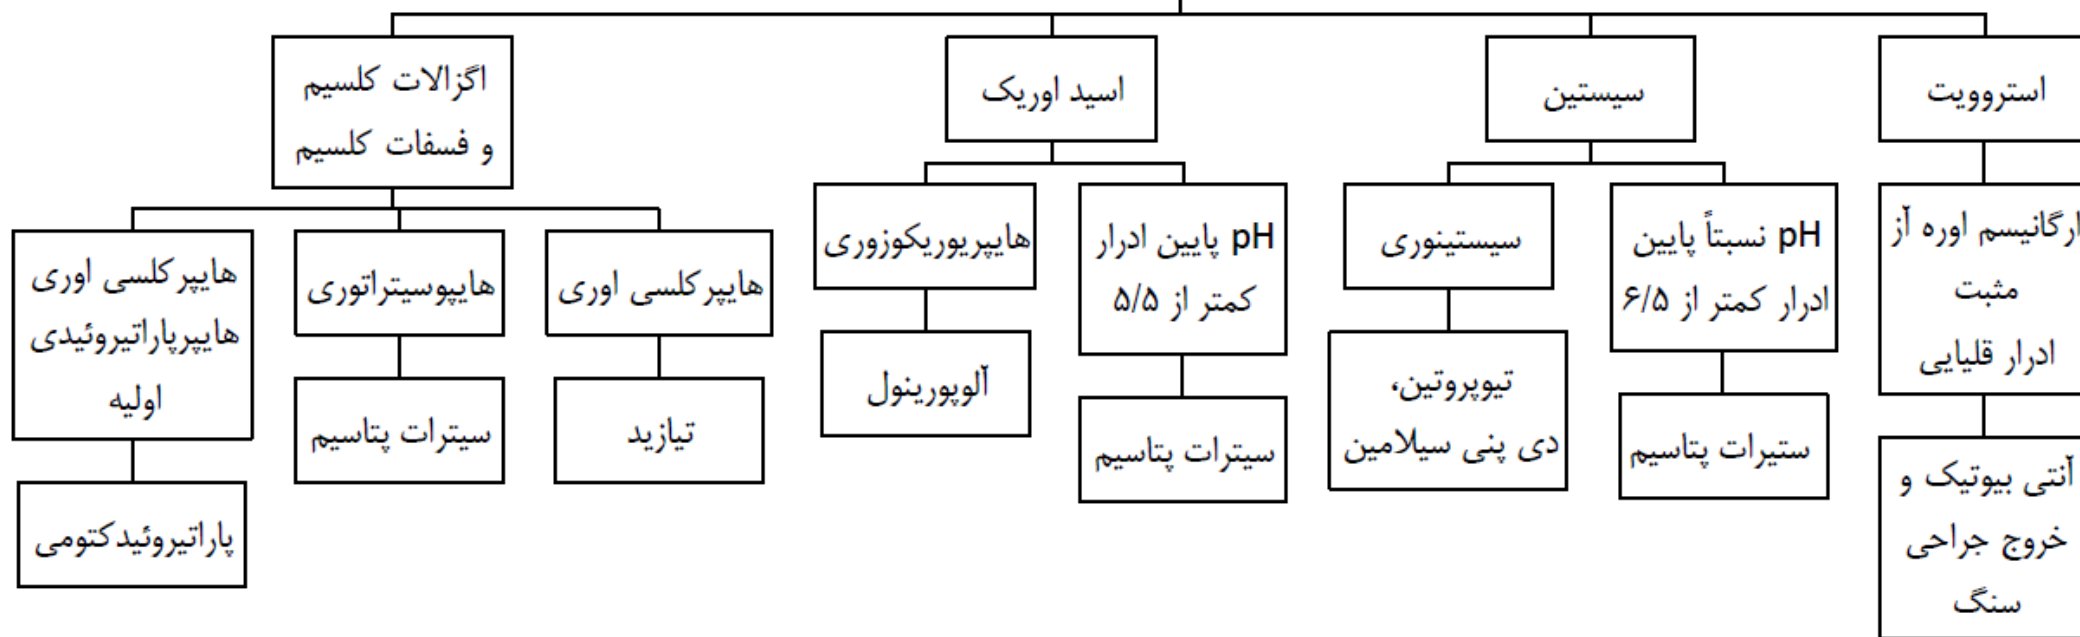 استروویت
ارگانیسم اوره آز
مثبت
ادرار قلیایی
آنتی بیوتیک و
خروج جراحی
سنگ
سیستین
pH نسبتاً پایین
ادرار کمتر از ۶/۵
ستیرات پتاسیم
سیستینوری
تیوپروتین،
دی پنی سیلامین
اسید اوریک
pH پایین ادرار
کمتر از ۵/۵
سیترات پتاسیم
هایپریوریکوزوری
آلوپورینول
اگزالات کلسیم
و فسفات کلسیم
هایپرکلسی اوری
تیازید
هایپوسیتراتوری
سیترات پتاسیم
هایپرکلسی اوری
هایپرپاراتیروئیدی
اولیه
پاراتیروئیدکتومی